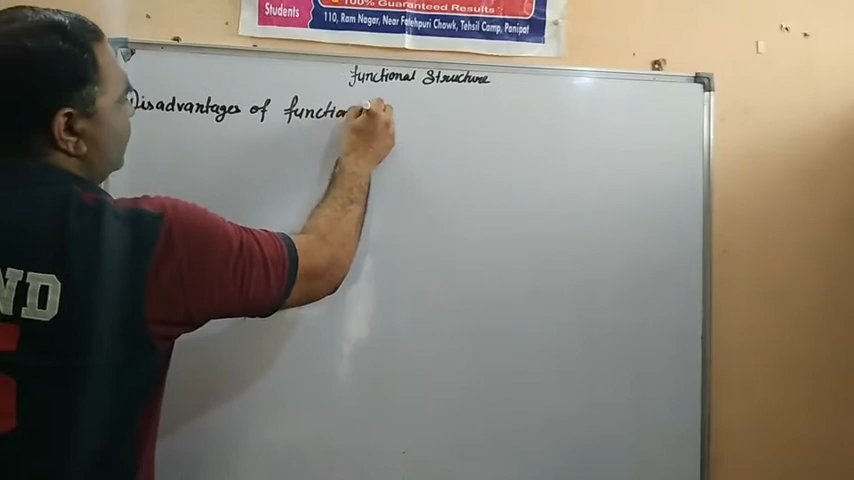 100% Guaranteed Results
Students
110, Ram Nagar, Near Fatehpuri Chowk, Tehsil Camp, Panipat
functional Structure
Disadvantages of function
ND